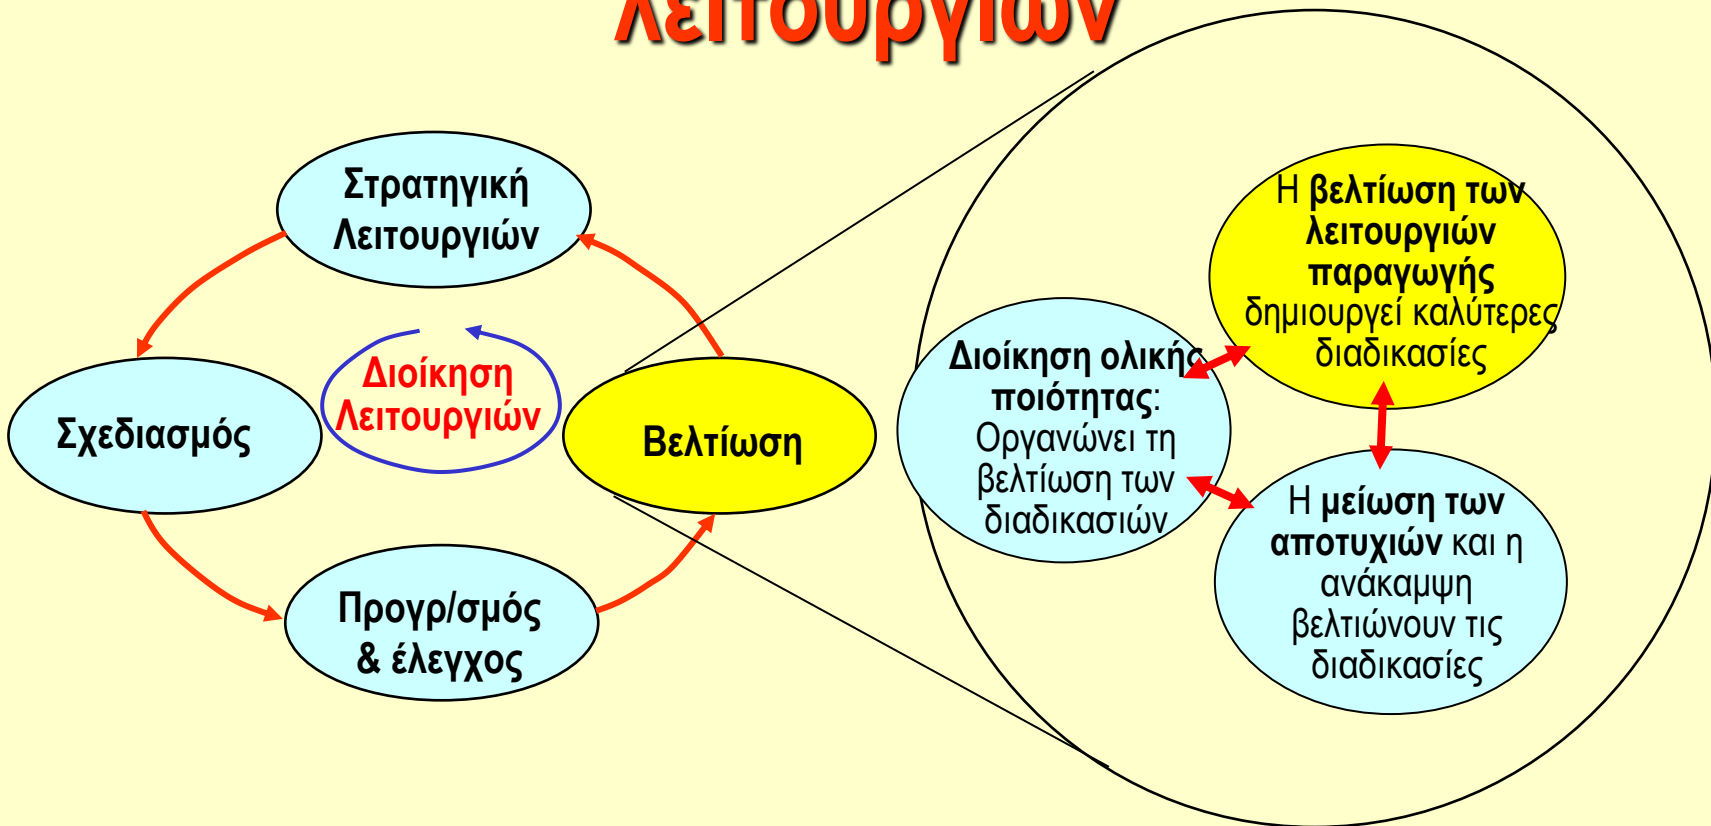 λειτουργιών
Στρατηγική
Λειτουργιών
Διοίκηση
Λειτουργιών
Σχεδιασμός
Βελτίωση
Προγρ/σμός
& έλεγχος
Η βελτίωση των
λειτουργιών
παραγωγής
δημιουργεί καλύτερες
διαδικασίες
Διοίκηση ολικής
ποιότητας:
Οργανώνει τη
βελτίωση των
διαδικασιών
Η μείωση των
αποτυχιών και η
ανάκαμψη
βελτιώνουν τις
διαδικασίες